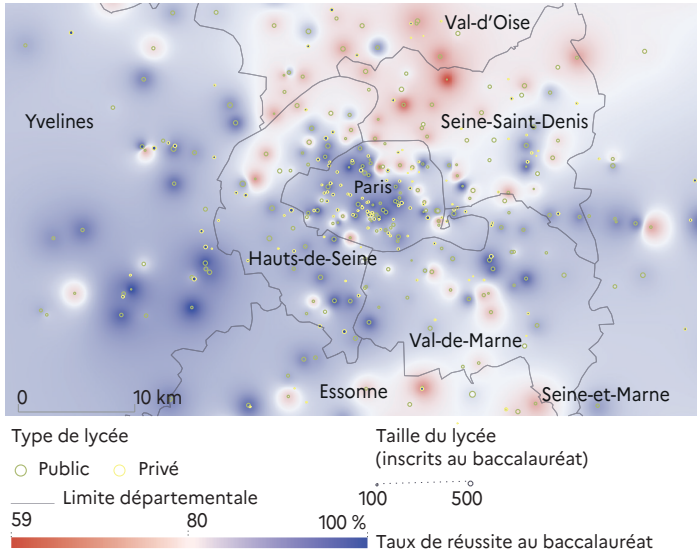 Val-d'Oise
Yvelines
Seine-Saint-Denis
Paris
Hauts-de-Seine
Val-de-Marne
Essonne
Seine-et-Marne
0 10 km
Type de lycée
Public Privé
Limite départementale
59 80 100 %
Taille du lycée
(inscrits au baccalauréat)
100 500
Taux de réussite au baccalauréat